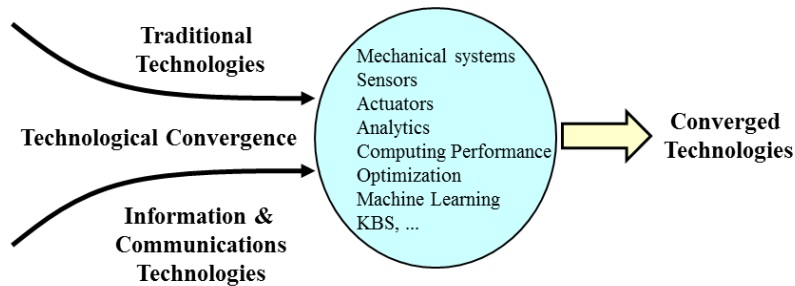 Traditional
Technologies
Technological Convergence
Information &
Communications
Technologies
Mechanical systems
Sensors
Actuators
Analytics
Computing Performance
Optimization
Machine Learning
KBS, ...
Converged
Technologies